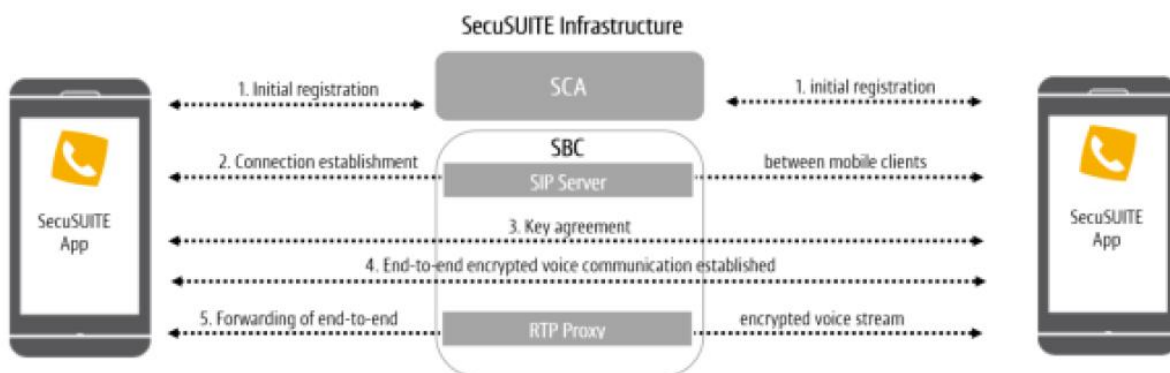 SecuSUITE Infrastructure
SCA
1. Initial registration
1. initial registration
SBC
2. Connection establishment
between mobile clients
SIP Server
SecuSUITE
App
SecuSUITE
App
3. Key agreement
4. End-to-end encrypted voice communication established
5. Forwarding of end-to-end
RTP Proxy
encrypted voice stream